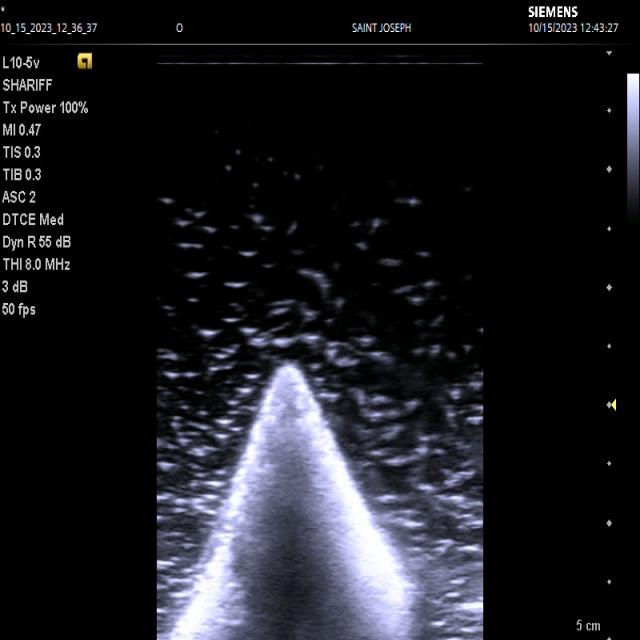 *
SIEMENS
10_15_2023_12_36_37 O SAINT JOSEPH 10/15/2023 12:43:27
L10-5v
SHARIFF
Tx Power 100%
MI 0.47
TIS 0.3
TIB 0.3
ASC 2
DTCE Med
Dyn R 55 dB
THI 8.0 MHz
3 dB
50 fps
5 cm